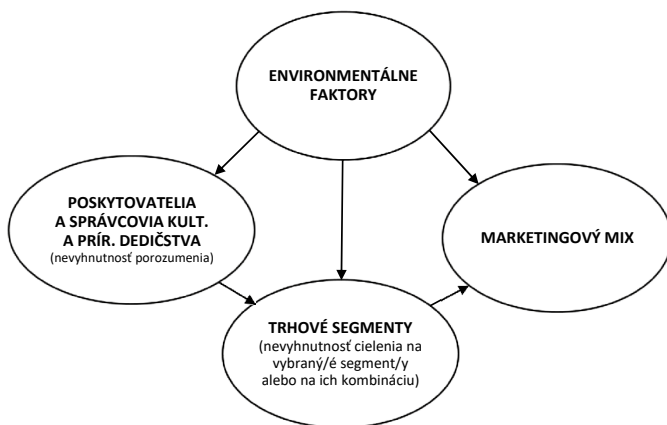 ENVIRONMENTÁLNE
FAKTORY
POSKYTOVATELIA
A SPRÁVCOVIA KULT.
A PRÍR. DEDIČSTVA
(nevyhnutnosť porozumenia)
MARKETINGOVÝ MIX
TRHOVÉ SEGMENTY
(nevyhnutnosť cielenia na
vybraný/é segment/y
alebo na ich kombináciu)